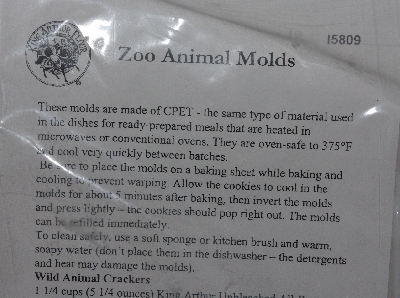 KING ARTHUR FLOUR
Zoo Animal Molds
15809
These molds are made of CPET - the same type of material used
in the dishes for ready-prepared meals that are heated in
microwaves or conventional ovens. They are oven-safe to 375°F
and cool very quickly between batches.
Be sure to place the molds on a baking sheet while baking and
cooling to prevent warping. Allow the cookies to cool in the
molds for about 5 minutes after baking, then invert the molds
and press lightly – the cookies should pop right out. The molds
can be refilled immediately.
To clean safely, use a soft sponge or kitchen brush and warm,
soapy water (don't place them in the dishwasher – the detergents
and heat may damage the molds).
Wild Animal Crackers
1 1/4 cups (5 1/4 ounces) King Arthur Unbleached All-